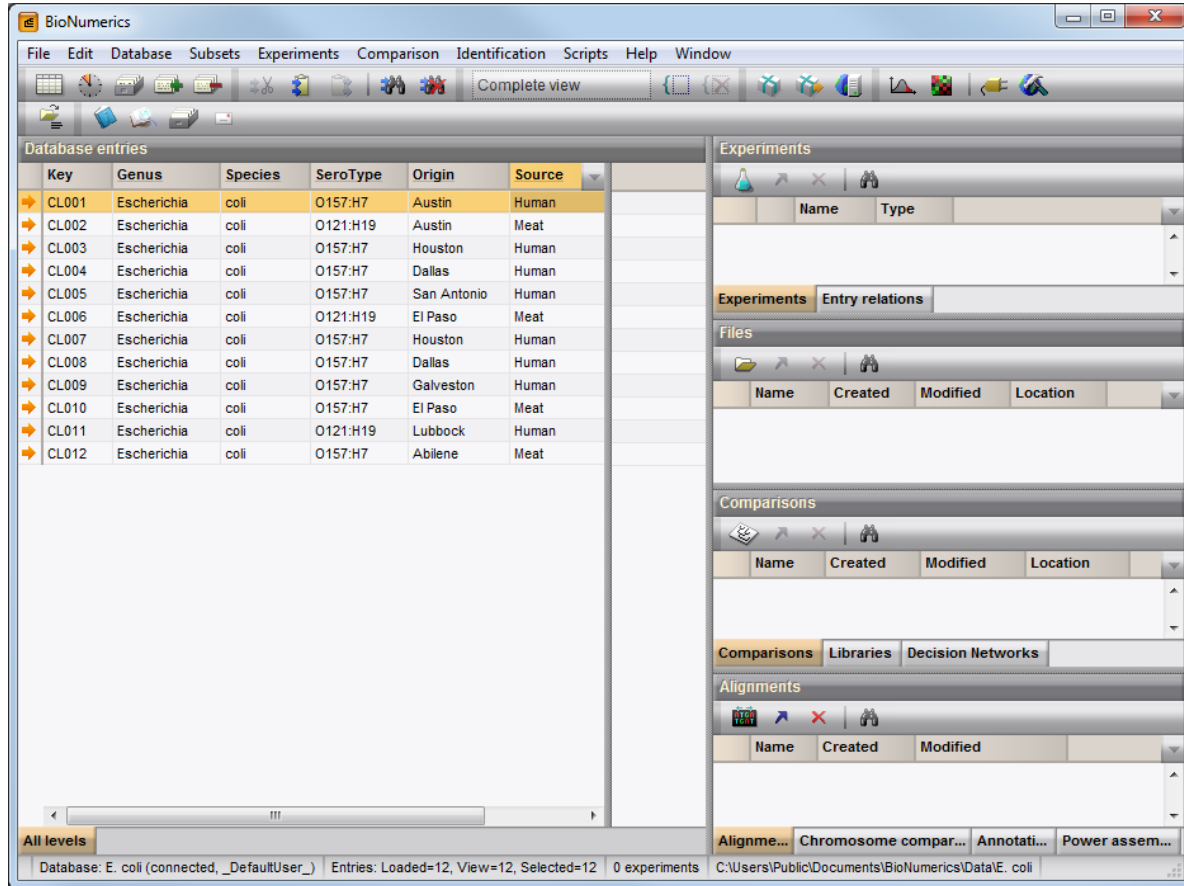 BioNumerics
File Edit Database Subsets Experiments Comparison Identification Scripts Help Window
Complete view
Database entries
Key Genus Species SeroType Origin Source
CL001 Escherichia coli O157:H7 Austin Human
CL002 Escherichia coli O121:H19 Austin Meat
CL003 Escherichia coli O157:H7 Houston Human
CL004 Escherichia coli O157:H7 Dallas Human
CL005 Escherichia coli O157:H7 San Antonio Human
CL006 Escherichia coli O121:H19 El Paso Meat
CL007 Escherichia coli O157:H7 Houston Human
CL008 Escherichia coli O157:H7 Dallas Human
CL009 Escherichia coli O157:H7 Galveston Human
CL010 Escherichia coli O157:H7 El Paso Meat
CL011 Escherichia coli O121:H19 Lubbock Human
CL012 Escherichia coli O157:H7 Abilene Meat
All levels
Experiments
Name Type
Experiments Entry relations
Files
Name Created Modified Location
Comparisons
Name Created Modified Location
Comparisons Libraries Decision Networks
Alignments
Name Created Modified
Alignme... Chromosome compar... Annotati... Power assem...
Database: E. coli (connected, _DefaultUser_) Entries: Loaded=12, View=12, Selected=12 0 experiments C:\Users\Public\Documents\BioNumerics\Data\E. coli